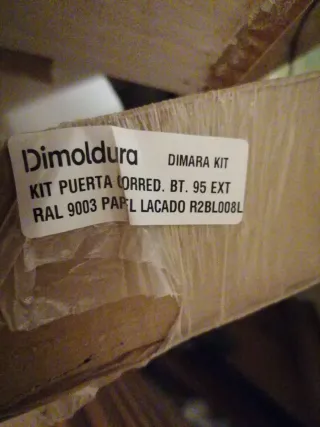 Dimoldura DIMARA KIT
KIT PUERTA CORRED. BT. 95 EXT
RAL 9003 PAPEL LACADO R2BL008L